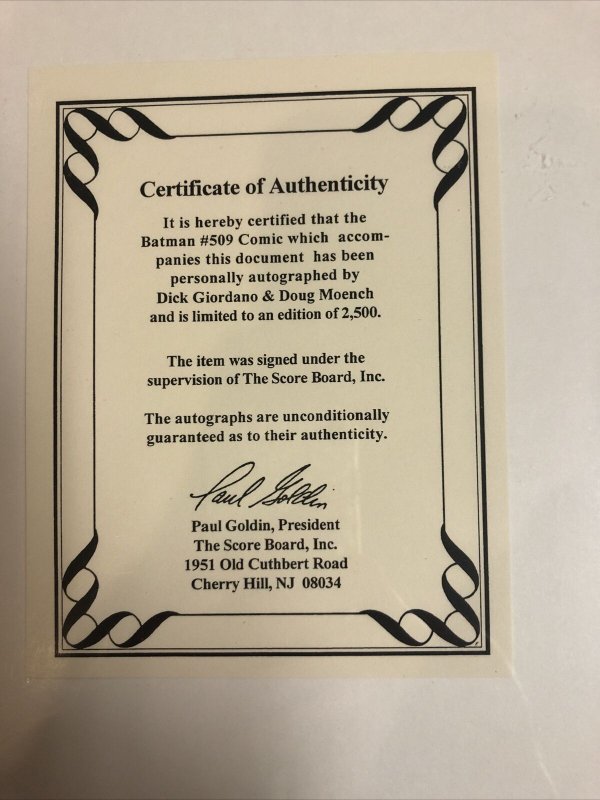 Certificate of Authenticity
It is hereby certified that the
Batman #509 Comic which accom-
panies this document has been
personally autographed by
Dick Giordano & Doug Moench
and is limited to an edition of 2,500.
The item was signed under the
supervision of The Score Board, Inc.
The autographs are unconditionally
guaranteed as to their authenticity.
Paul Goldin
Paul Goldin, President
The Score Board, Inc.
1951 Old Cuthbert Road
Cherry Hill, NJ 08034